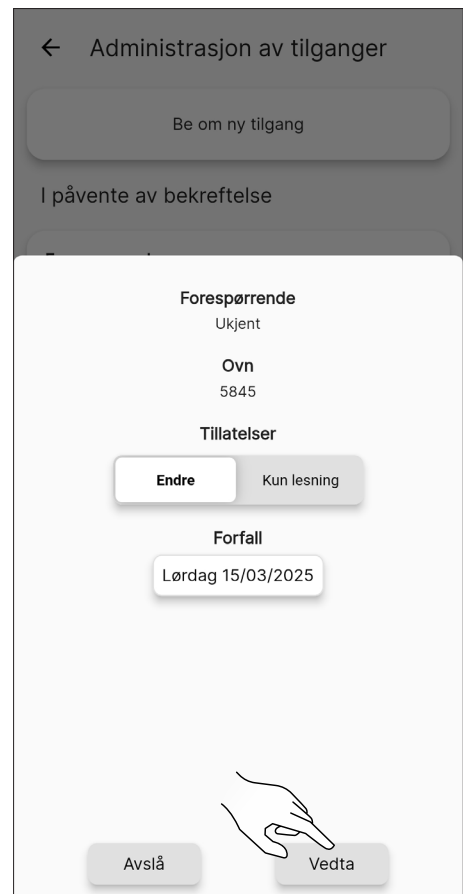 Administrasjon av tilganger
Be om ny tilgang
I påvente av bekreftelse
Forespørrende
Ukjent
Ovn
5845
Tillatelser
Endre Kun lesning
Forfall
Lørdag 15/03/2025
Avslå Vedta